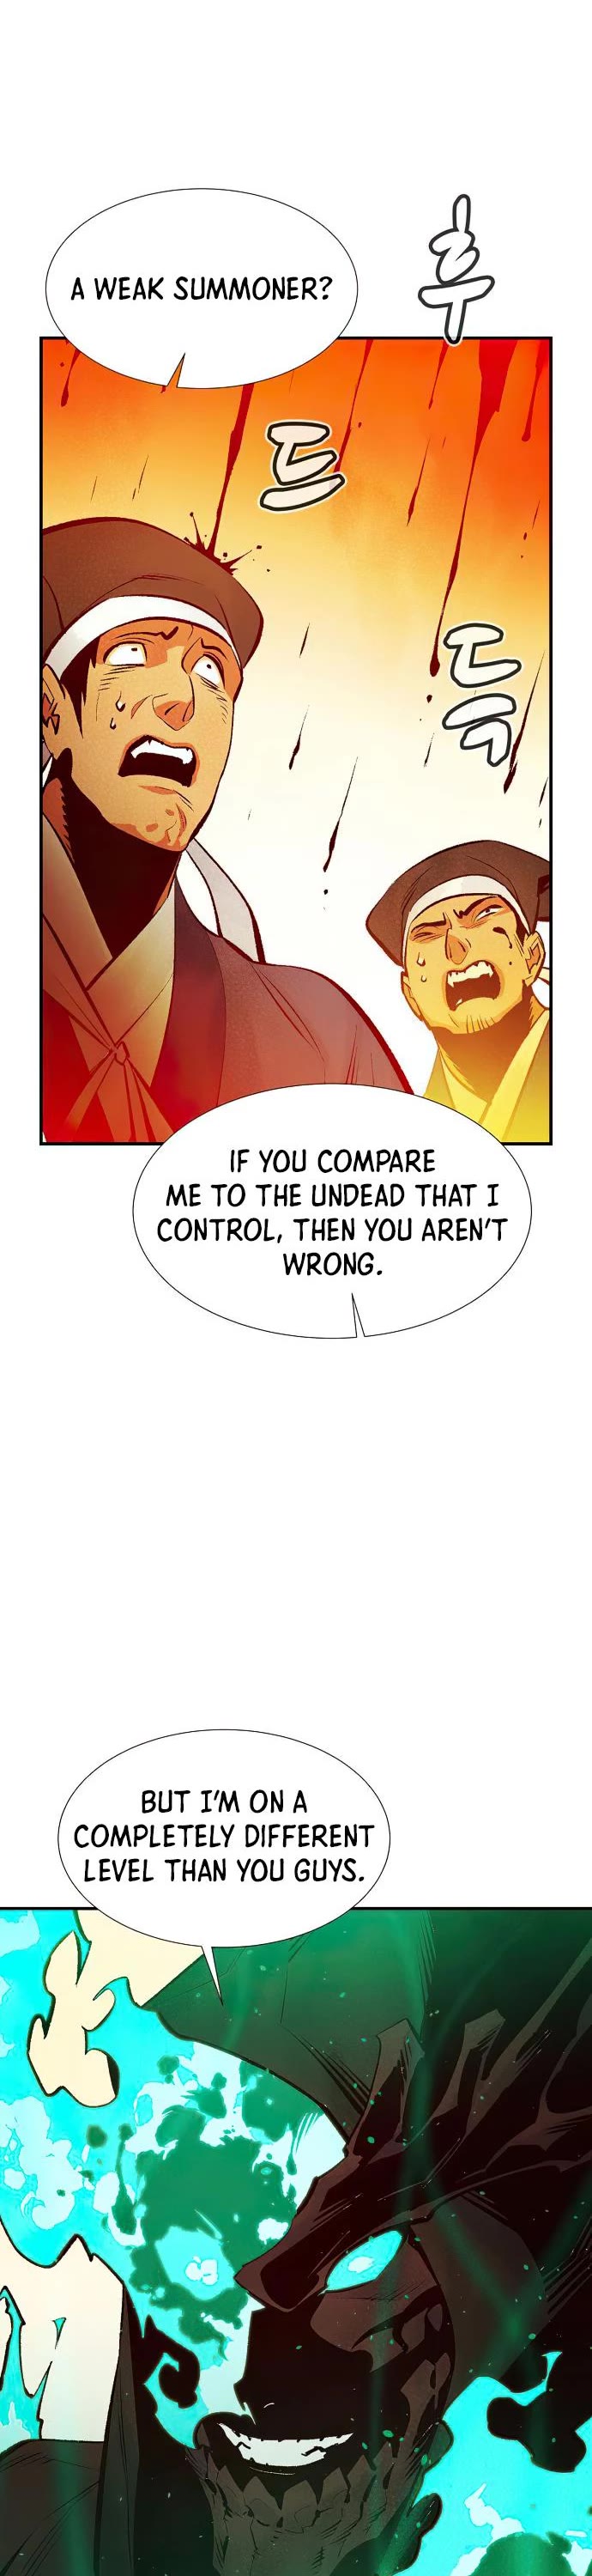 A WEAK SUMMONER?
후
드
득
IF YOU COMPARE
ME TO THE UNDEAD THAT I
CONTROL, THEN YOU AREN'T
WRONG.
BUT I'M ON A
COMPLETELY DIFFERENT
LEVEL THAN YOU GUYS.